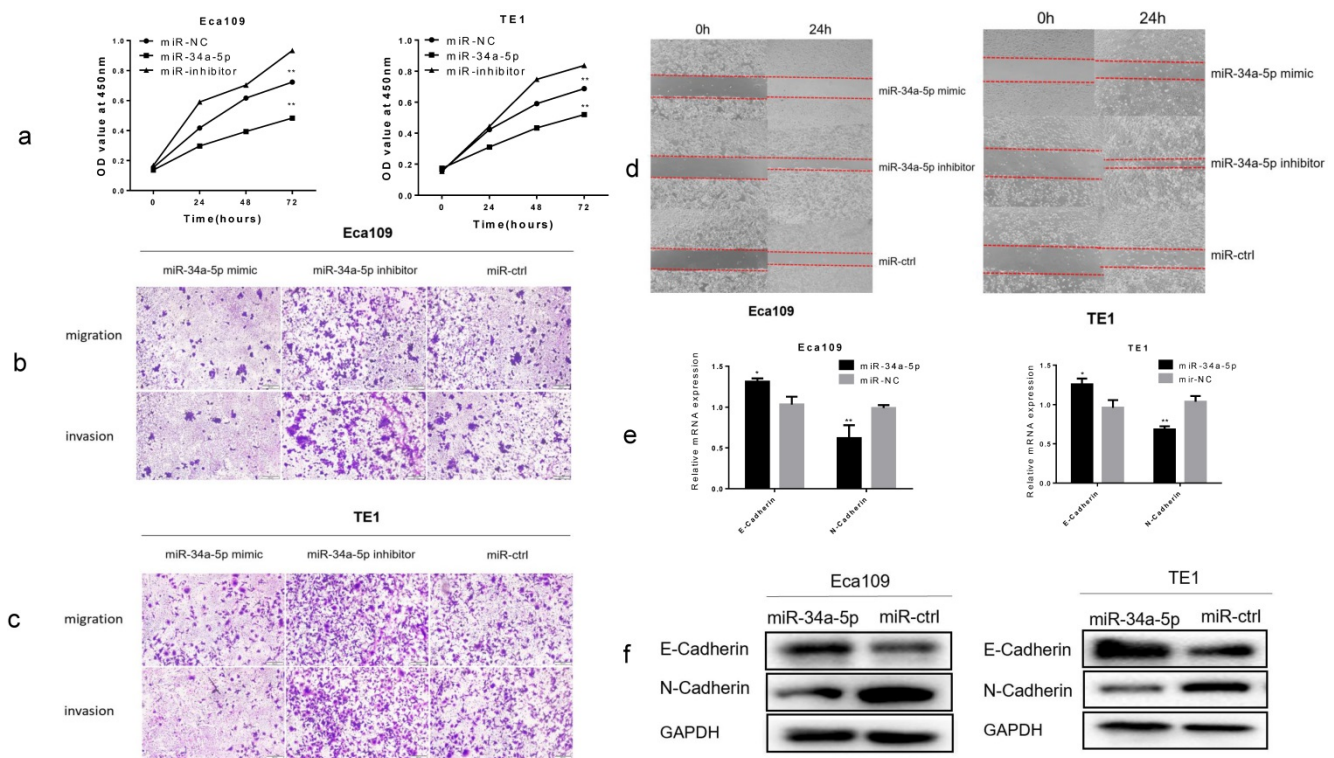 a
Eca109
miR-NC
miR-34a-5p
miR-inhibitor
OD value at 450nm
1.0
0.8
0.6
0.4
0.2
0.0
**
**
0 24 48 72
Time(hours)
TE1
miR-NC
miR-34a-5p
miR-inhibitor
OD value at 450nm
1.0
0.8
0.6
0.4
0.2
0.0
**
**
0 24 48 72
Time(hours)
b
Eca109
miR-34a-5p mimic miR-34a-5p inhibitor miR-ctrl
migration
invasion
c
TE1
miR-34a-5p mimic miR-34a-5p inhibitor miR-ctrl
migration
invasion
d
0h 24h
miR-34a-5p mimic
miR-34a-5p inhibitor
miR-ctrl
Eca109
0h 24h
miR-34a-5p mimic
miR-34a-5p inhibitor
miR-ctrl
TE1
e
Eca109
miR-34a-5p
miR-NC
Relative mRNA expression
1.5
1.0
0.5
0.0
*
**
E-Cadherin
N-Cadherin
TE1
miR-34a-5p
mir-NC
Relative mRNA expression
1.5
1.0
0.5
0.0
*
**
E-Cadherin
N-Cadherin
f
Eca109
miR-34a-5p miR-ctrl
E-Cadherin
N-Cadherin
GAPDH
TE1
miR-34a-5p miR-ctrl
E-Cadherin
N-Cadherin
GAPDH